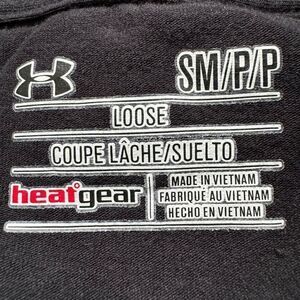 SM/P/P
LOOSE
COUPE LÂCHE/SUELTO
heatgear
MADE IN VIETNAM
FABRIQUÉ AU VIETNAM
HECHO EN VIETNAM